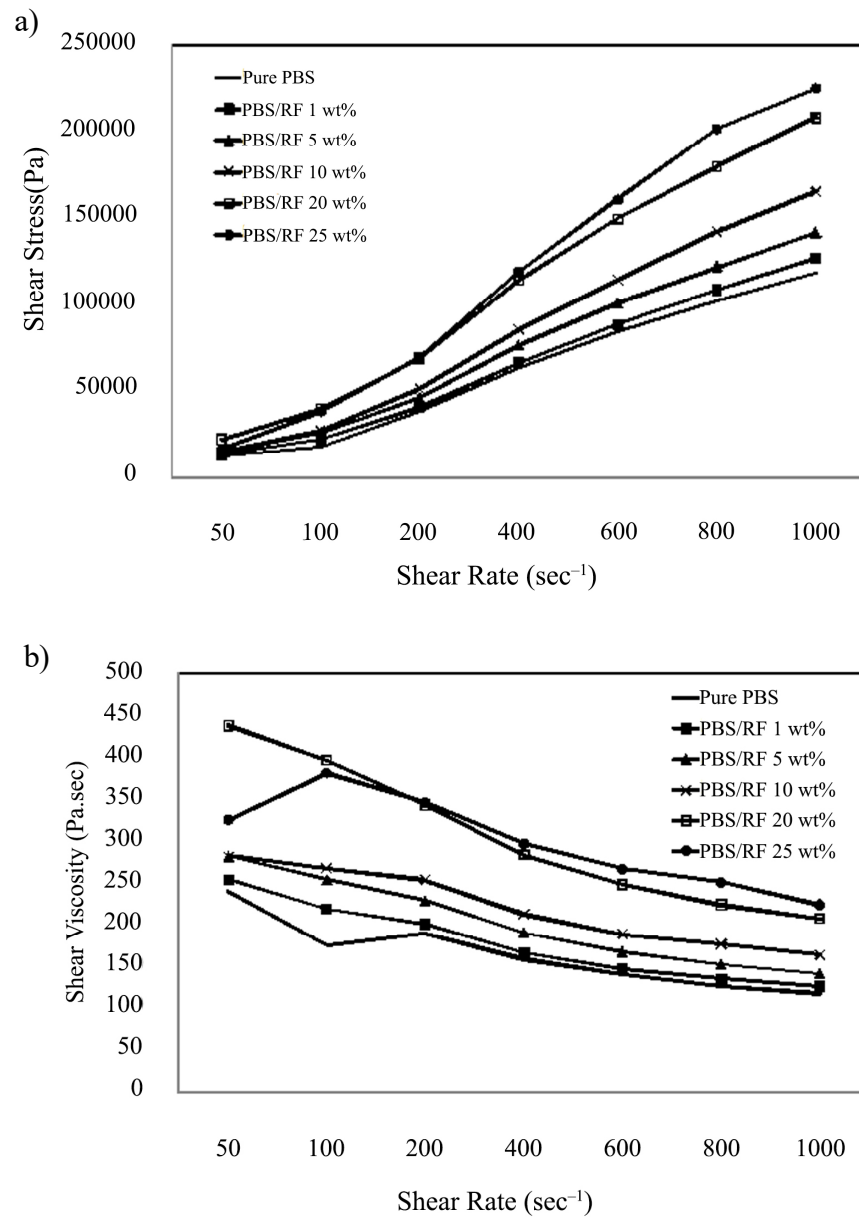 a)
250000
200000
150000
100000
50000
0
Shear Stress(Pa)
Pure PBS
PBS/RF 1 wt%
PBS/RF 5 wt%
PBS/RF 10 wt%
PBS/RF 20 wt%
PBS/RF 25 wt%
50 100 200 400 600 800 1000
Shear Rate (sec⁻¹)
b)
500
450
400
350
300
250
200
150
100
50
0
Shear Viscosity (Pa.sec)
Pure PBS
PBS/RF 1 wt%
PBS/RF 5 wt%
PBS/RF 10 wt%
PBS/RF 20 wt%
PBS/RF 25 wt%
50 100 200 400 600 800 1000
Shear Rate (sec⁻¹)